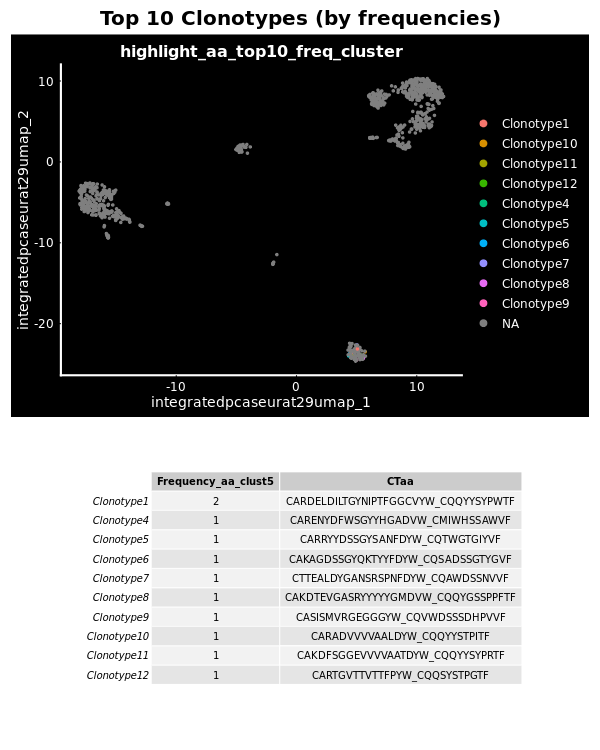 Top 10 Clonotypes (by frequencies)
highlight_aa_top10_freq_cluster
integratedpcaseurat29umap_2
10
0
-10
-20
-10
0
10
integratedpcaseurat29umap_1
Clonotype1
Clonotype10
Clonotype11
Clonotype12
Clonotype4
Clonotype5
Clonotype6
Clonotype7
Clonotype8
Clonotype9
NA
Frequency_aa_clust5 CTaa
Clonotype1 2 CARDELDILTGYNIPTFGGCVYW_CQQYYSYPWTF
Clonotype4 1 CARENYDFWSGYYHGADVW_CMIWHSSAWVF
Clonotype5 1 CARRYYDSSGYSANFDYW_CQTWGTGIYVF
Clonotype6 1 CAKAGDSSGYQKTYYFDYW_CQSADSSGTYGVF
Clonotype7 1 CTTEALDYGANSRSPNFDYW_CQAWDSSNVVF
Clonotype8 1 CAKDTEVGASRYYYYYGMDVW_CQQYGSSPPFTF
Clonotype9 1 CASISMVRGEGGGYW_CQVWDSSSDHPVVF
Clonotype10 1 CARADVVVVAALDYW_CQQYYSTPITF
Clonotype11 1 CAKDFSGGEVVVVAATDYW_CQQYYSYPRTF
Clonotype12 1 CARTGVTTVTTFPYW_CQQSYSTPGTF